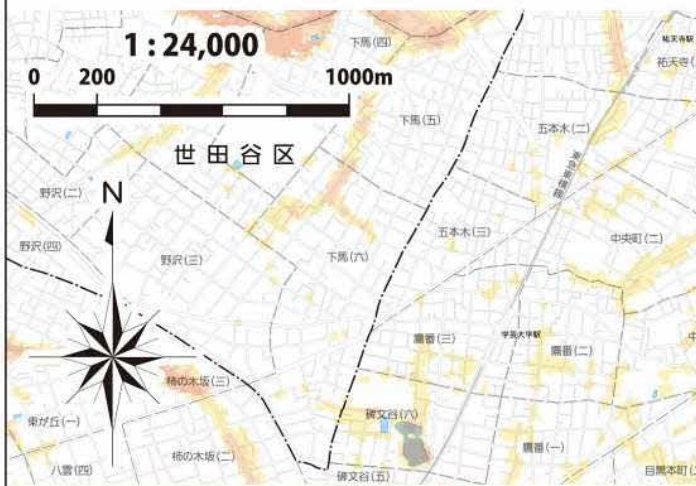 1 : 24,000
0 200 1000m
世田谷区
N
下馬(四)
祐天寺駅
祐天寺(
下馬(五)
五本木(二)
東急東横線
野沢(二)
五本木(三)
中央町(二)
野沢(四)
野沢(三)
下馬(六)
鷹番(三)
学芸大学駅
鷹番(二)
柿の木坂(三)
碑文谷(六)
東が丘(一)
柿の木坂(二)
鷹番(一)
八雲(四)
碑文谷(五)
目黒本町(